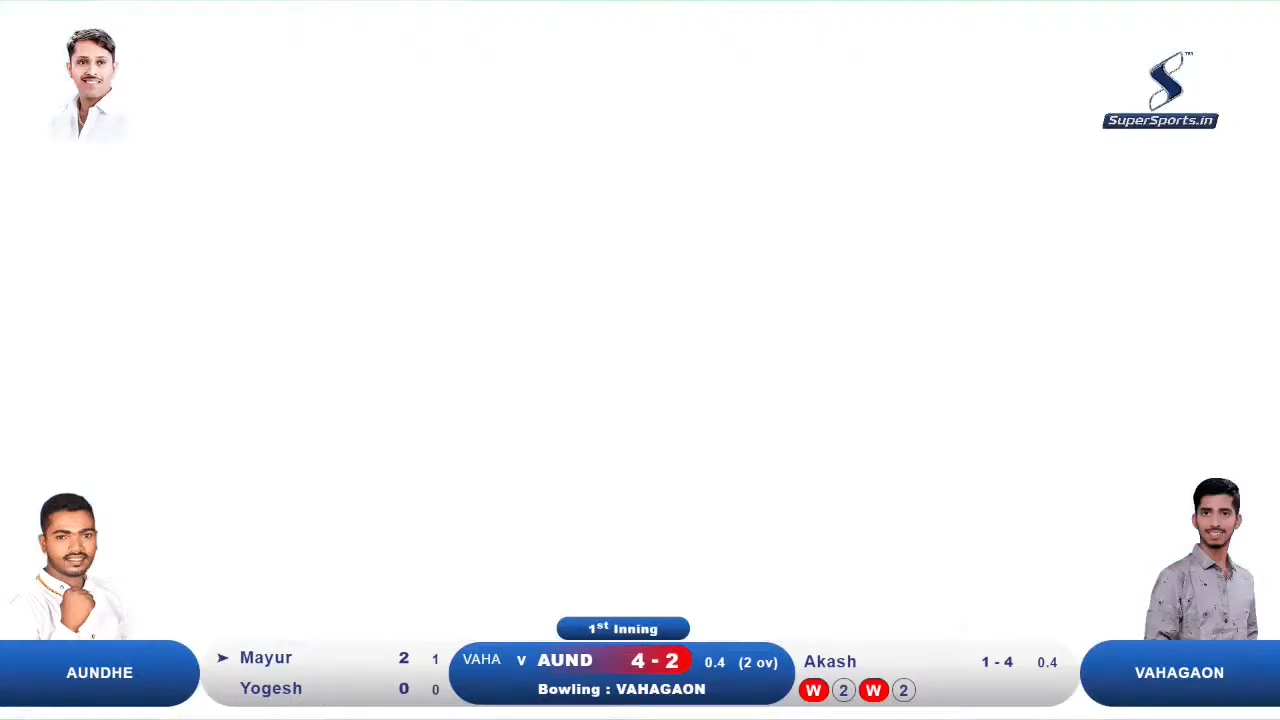 TM
SuperSports.in
1st Inning
AUNDHE
➤ Mayur 2 1
Yogesh 0 0
VAHA v AUND 4 - 2 0.4 (2 ov)
Bowling : VAHAGAON
Akash 1 - 4 0.4
W 2 W 2
VAHAGAON